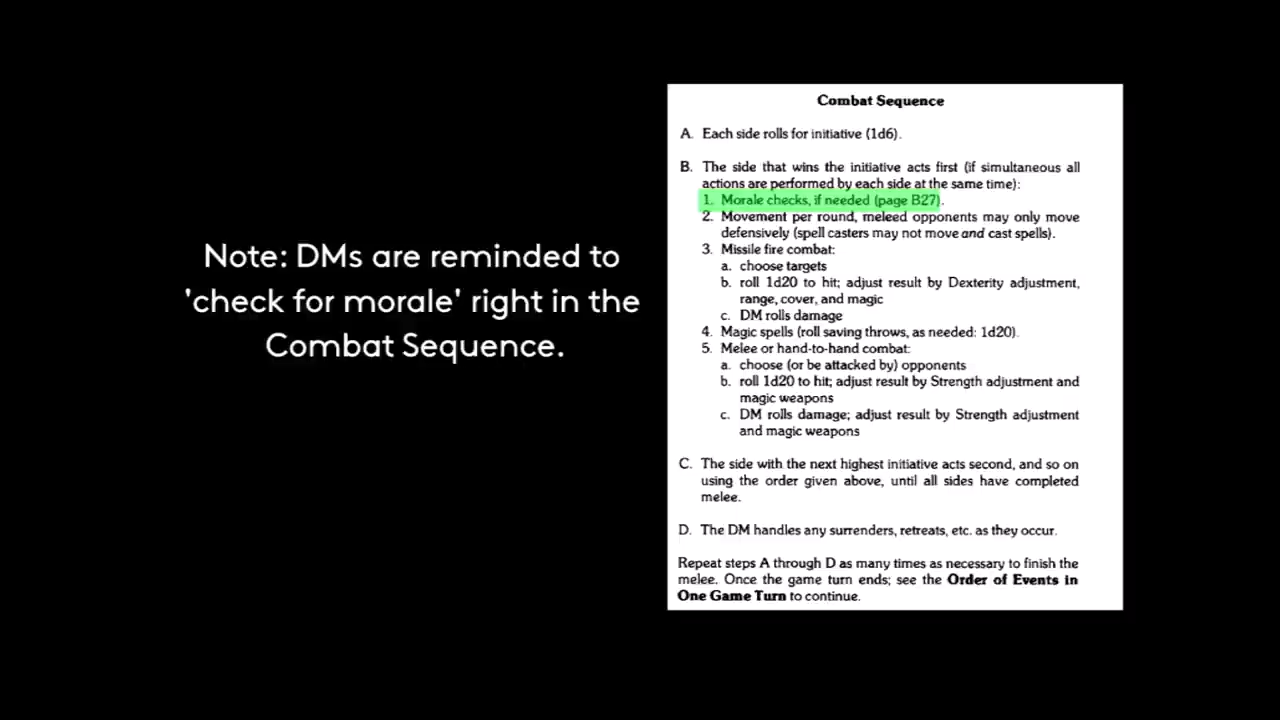 Note: DMs are reminded to
'check for morale' right in the
Combat Sequence.
Combat Sequence
A. Each side rolls for initiative (1d6).
B. The side that wins the initiative acts first (if simultaneous all
actions are performed by each side at the same time):
1. Morale checks, if needed (page B27).
2. Movement per round, meleed opponents may only move
defensively (spell casters may not move and cast spells).
3. Missile fire combat:
a. choose targets
b. roll 1d20 to hit; adjust result by Dexterity adjustment,
range, cover, and magic
c. DM rolls damage
4. Magic spells (roll saving throws, as needed: 1d20).
5. Melee or hand-to-hand combat:
a. choose (or be attacked by) opponents
b. roll 1d20 to hit; adjust result by Strength adjustment and
magic weapons
c. DM rolls damage; adjust result by Strength adjustment
and magic weapons
C. The side with the next highest initiative acts second, and so on
using the order given above, until all sides have completed
melee.
D. The DM handles any surrenders, retreats, etc. as they occur.
Repeat steps A through D as many times as necessary to finish the
melee. Once the game turn ends; see the Order of Events in
One Game Turn to continue.